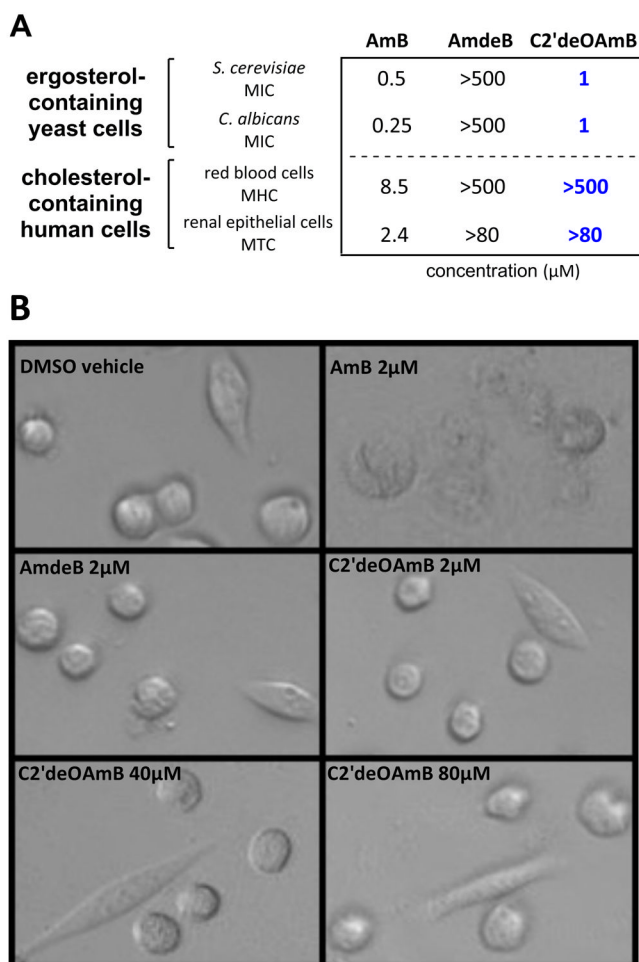 A
AmB AmdeB C2'deOAmB
ergosterol-
containing
yeast cells
S. cerevisiae
MIC
0.5 >500 1
C. albicans
MIC
0.25 >500 1
cholesterol-
containing
human cells
red blood cells
MHC
8.5 >500 >500
renal epithelial cells
MTC
2.4 >80 >80
concentration (µM)
B
DMSO vehicle
AmB 2µM
AmdeB 2µM
C2'deOAmB 2µM
C2'deOAmB 40µM
C2'deOAmB 80µM